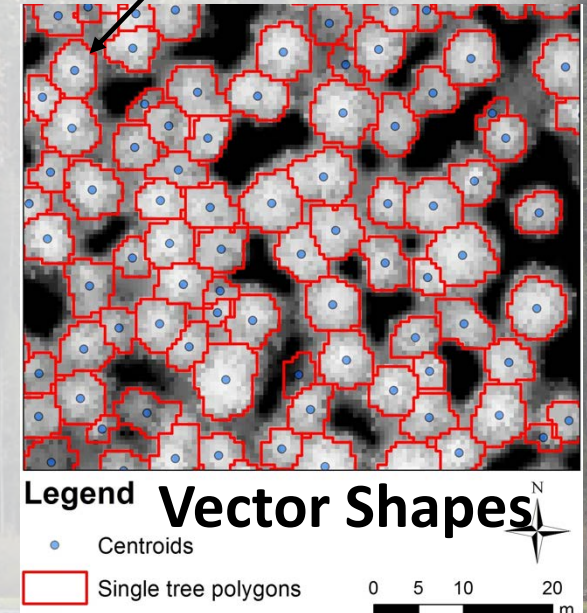 Legend Vector Shapes N
Centroids
Single tree polygons
0 5 10 20
m